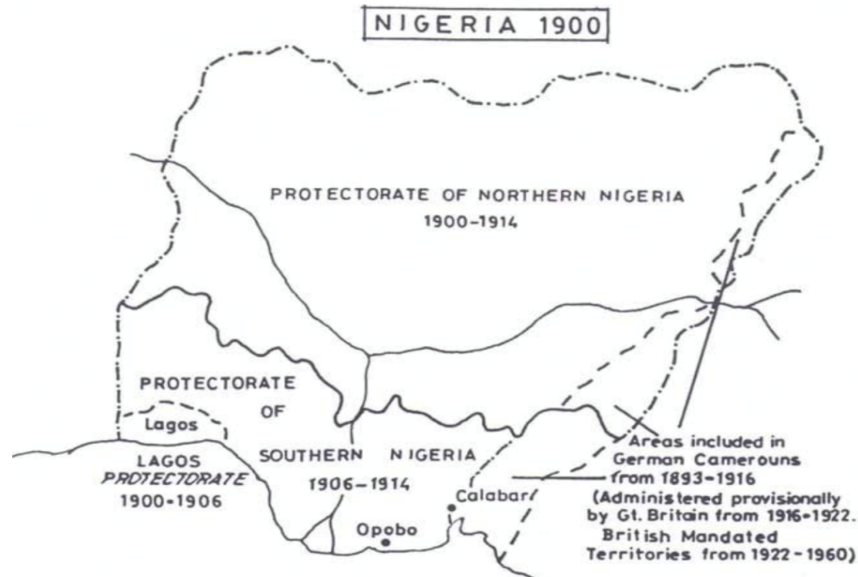 NIGERIA 1900
PROTECTORATE OF NORTHERN NIGERIA
1900-1914
PROTECTORATE
OF
SOUTHERN NIGERIA
1906-1914
Lagos
LAGOS
PROTECTORATE
1900-1906
Calabar
Opobo
Areas included in
German Camerouns
from 1893-1916
(Administered provisionally
by Gt. Britain from 1916-1922.
British Mandated
Territories from 1922-1960)